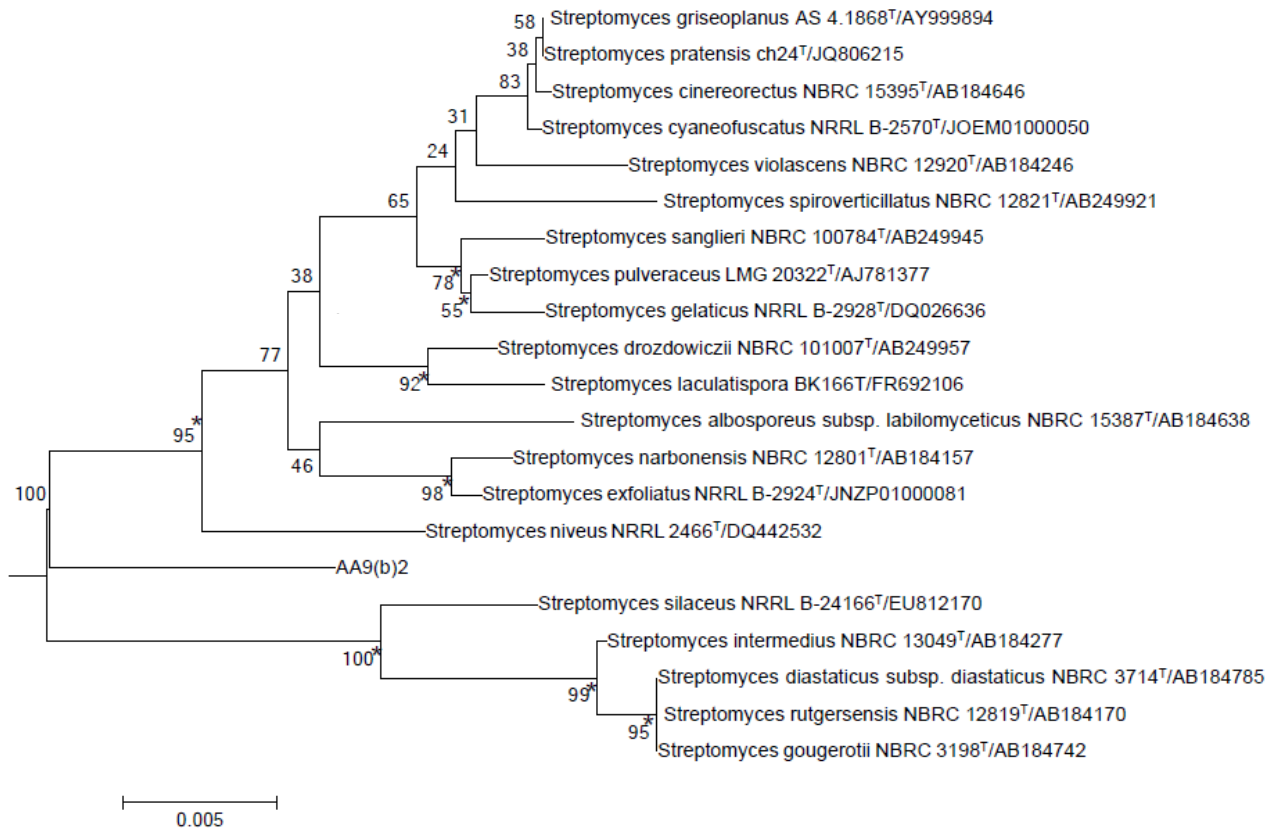 58 Streptomyces griseoplanus AS 4.1868ᵀ/AY999894
38 Streptomyces pratensis ch24ᵀ/JQ806215
83 Streptomyces cinereorectus NBRC 15395ᵀ/AB184646
31 Streptomyces cyaneofuscatus NRRL B-2570ᵀ/JOEM01000050
24 Streptomyces violascens NBRC 12920ᵀ/AB184246
65 Streptomyces spiroverticillatus NBRC 12821ᵀ/AB249921
Streptomyces sanglieri NBRC 100784ᵀ/AB249945
38 78* Streptomyces pulveraceus LMG 20322ᵀ/AJ781377
55* Streptomyces gelaticus NRRL B-2928ᵀ/DQ026636
77 Streptomyces drozdowiczii NBRC 101007ᵀ/AB249957
92* Streptomyces laculatispora BK166T/FR692106
95* Streptomyces albosporeus subsp. labilomyceticus NBRC 15387ᵀ/AB184638
46 Streptomyces narbonensis NBRC 12801ᵀ/AB184157
100 98* Streptomyces exfoliatus NRRL B-2924ᵀ/JNZP01000081
Streptomyces niveus NRRL 2466ᵀ/DQ442532
AA9(b)2
Streptomyces silaceus NRRL B-24166ᵀ/EU812170
100* Streptomyces intermedius NBRC 13049ᵀ/AB184277
99* Streptomyces diastaticus subsp. diastaticus NBRC 3714ᵀ/AB184785
95* Streptomyces rutgersensis NBRC 12819ᵀ/AB184170
Streptomyces gougerotii NBRC 3198ᵀ/AB184742
0.005